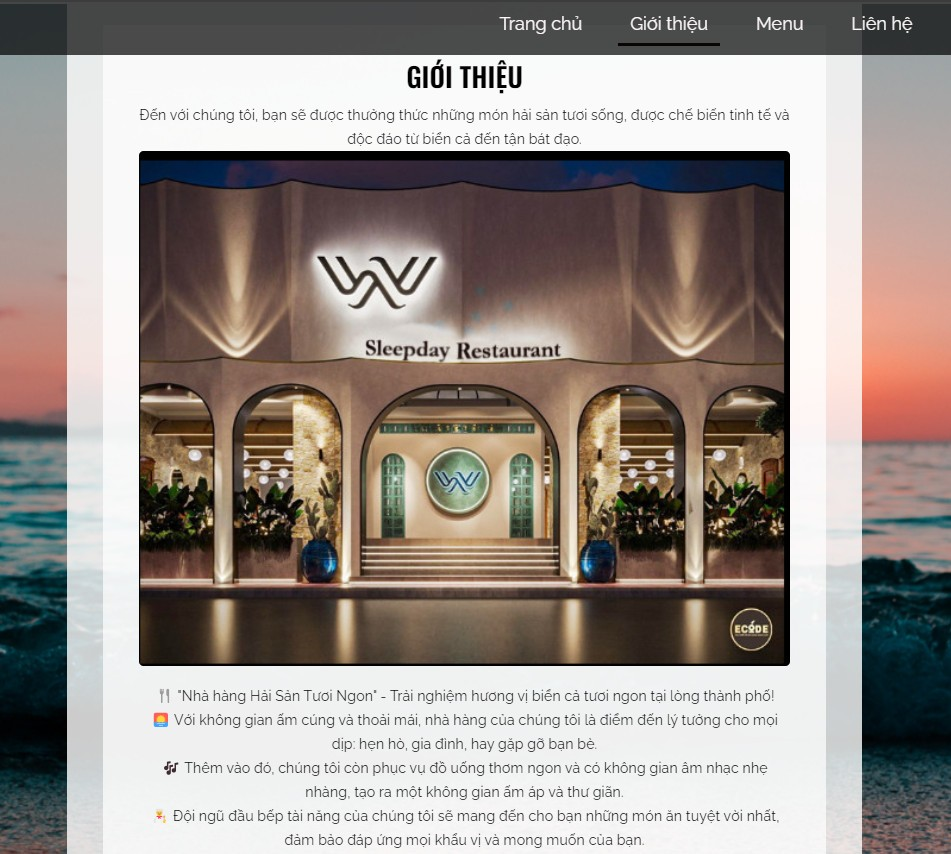 Trang chủ Giới thiệu Menu Liên hệ
GIỚI THIỆU
Đến với chúng tôi, bạn sẽ được thưởng thức những món hải sản tươi sống, được chế biến tinh tế và
độc đáo từ biển cả đến tận bát đạo.
Sleepday Restaurant
ECODE
🍴 "Nhà hàng Hải Sản Tươi Ngon" - Trải nghiệm hương vị biển cả tươi ngon tại lòng thành phố!
🌅 Với không gian ấm cúng và thoải mái, nhà hàng của chúng tôi là điểm đến lý tưởng cho mọi
dịp: hẹn hò, gia đình, hay gặp gỡ bạn bè.
🎶 Thêm vào đó, chúng tôi còn phục vụ đồ uống thơm ngon và có không gian âm nhạc nhẹ
nhàng, tạo ra một không gian ấm áp và thư giãn.
Đội ngũ đầu bếp tài năng của chúng tôi sẽ mang đến cho bạn những món ăn tuyệt vời nhất,
đảm bảo đáp ứng mọi khẩu vị và mong muốn của bạn.